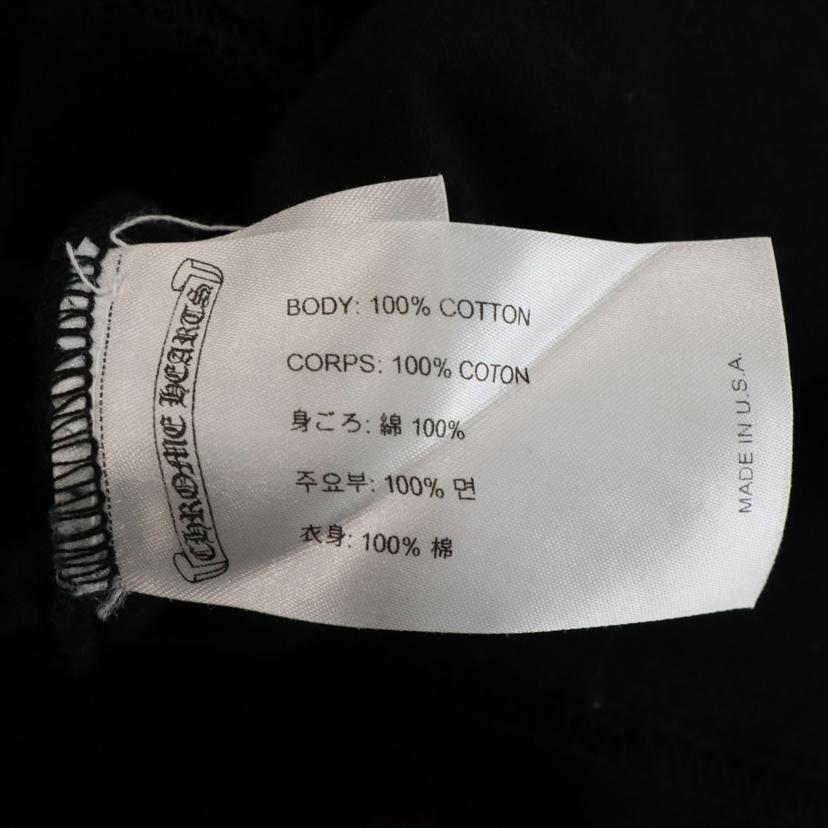 CHROME HEARTS
BODY: 100% COTTON
CORPS: 100% COTON
身ごろ: 綿 100%
주요부: 100% 면
衣身: 100% 棉
MADE IN U.S.A.